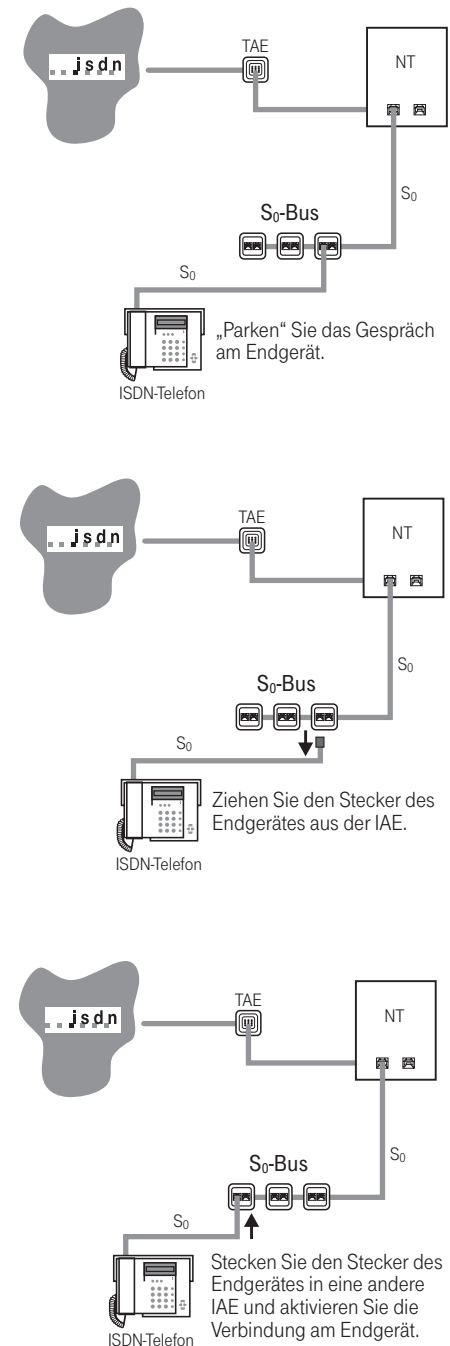 isdn
TAE
NT
S₀
S₀-Bus
S₀
„Parken“ Sie das Gespräch
am Endgerät.
ISDN-Telefon
isdn
TAE
NT
S₀
S₀-Bus
S₀
Ziehen Sie den Stecker des
Endgerätes aus der IAE.
ISDN-Telefon
isdn
TAE
NT
S₀
S₀-Bus
S₀
Stecken Sie den Stecker des
Endgerätes in eine andere
IAE und aktivieren Sie die
Verbindung am Endgerät.
ISDN-Telefon